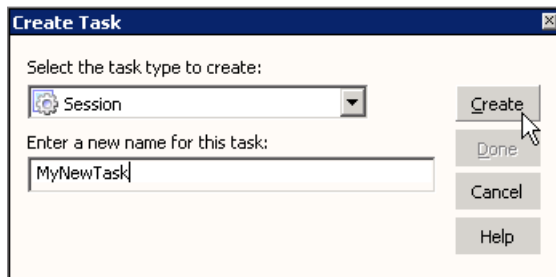 Create Task
Select the task type to create:
Session
Create
Enter a new name for this task:
Done
MyNewTask
Cancel
Help